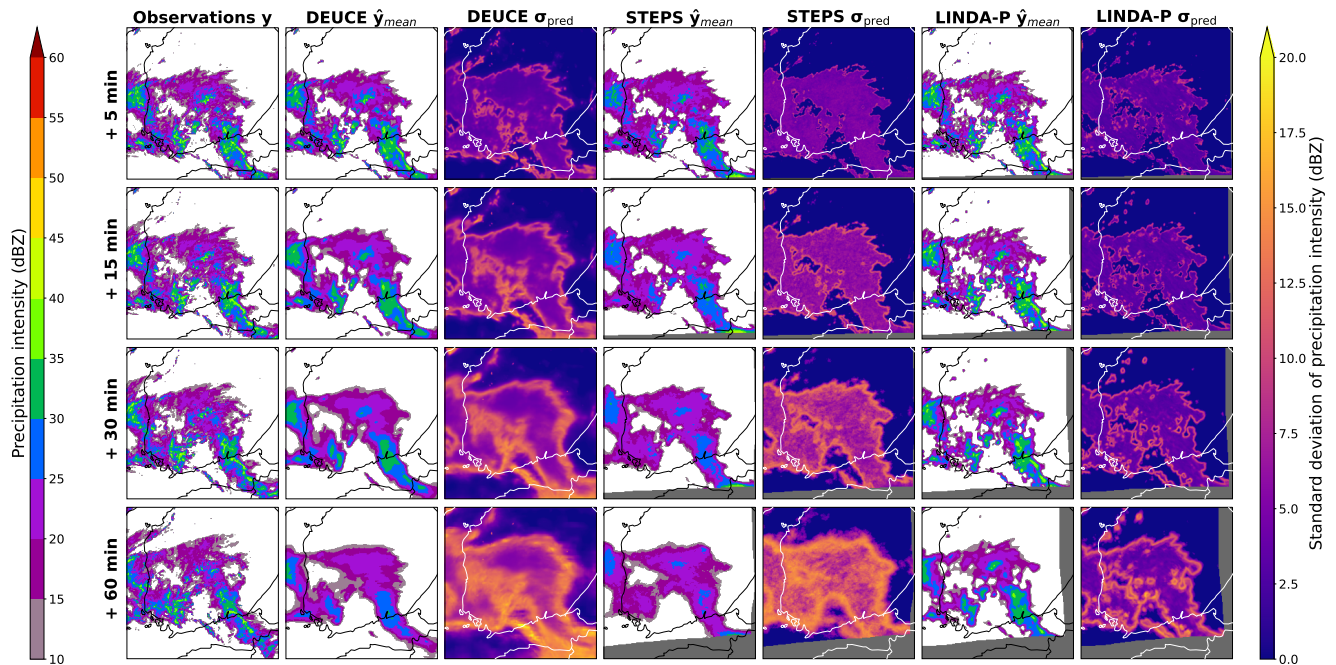 Observations y
DEUCE ŷmean
DEUCE σpred
STEPS ŷmean
STEPS σpred
LINDA-P ŷmean
LINDA-P σpred
Precipitation intensity (dBZ)
60
55
50
45
40
35
30
25
20
15
10
+ 5 min
+ 15 min
+ 30 min
+ 60 min
20.0
17.5
15.0
12.5
10.0
7.5
5.0
2.5
0.0
Standard deviation of precipitation intensity (dBZ)